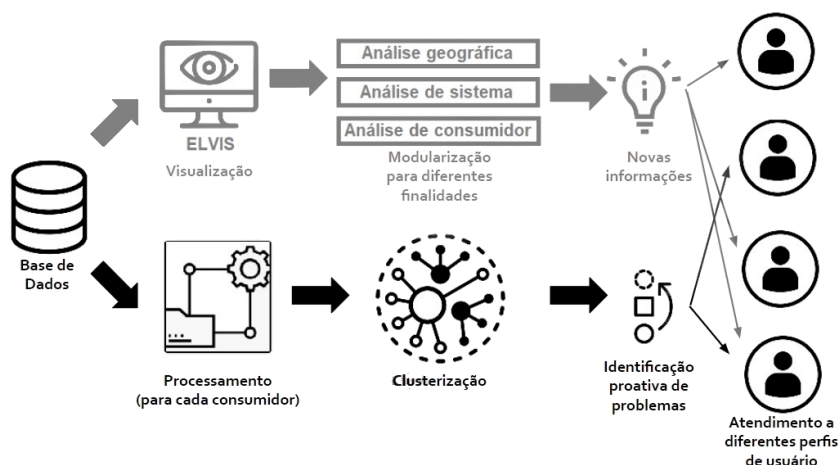 Análise geográfica
Análise de sistema
ELVIS
Análise de consumidor
Visualização
Modularização
para diferentes
finalidades
Novas
informações
Base de
Dados
Processamento
(para cada consumidor)
Clusterização
Identificação
proativa de
problemas
Atendimento a
diferentes perfis
de usuário